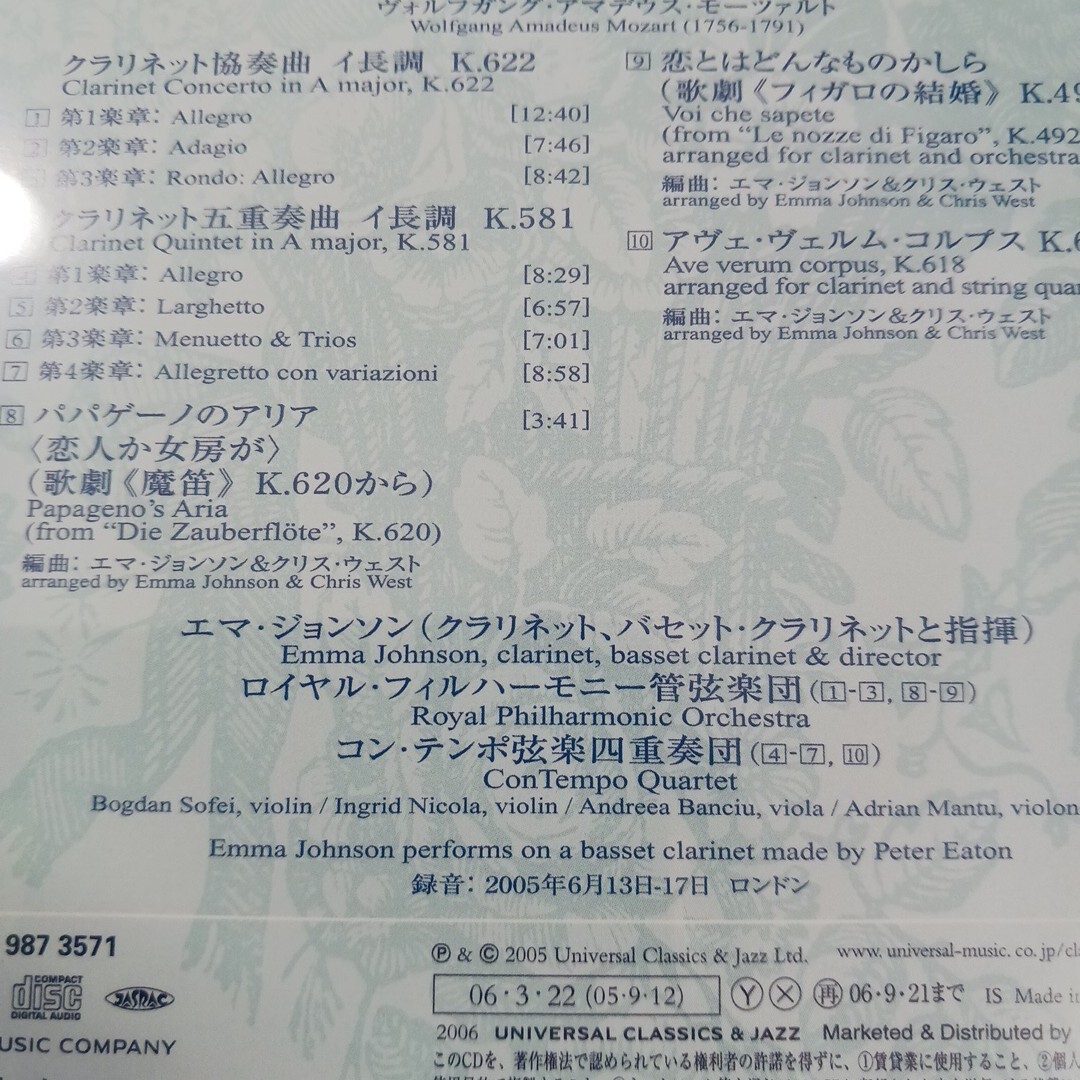 ヴォルフガング・アマデウス・モーツァルト
Wolfgang Amadeus Mozart (1756-1791)
クラリネット協奏曲 イ長調 K.622
Clarinet Concerto in A major, K.622
1 第1楽章: Allegro [12:40]
2 第2楽章: Adagio [7:46]
第3楽章: Rondo: Allegro [8:42]
クラリネット五重奏曲 イ長調 K.581
Clarinet Quintet in A major, K.581
第1楽章: Allegro [8:29]
5 第2楽章: Larghetto [6:57]
6 第3楽章: Menuetto & Trios [7:01]
7 第4楽章: Allegretto con variazioni [8:58]
8 パパゲーノのアリア [3:41]
〈恋人か女房が〉
(歌劇《魔笛》 K.620から)
Papageno's Aria
(from “Die Zauberflöte”, K.620)
編曲: エマ・ジョンソン&クリス・ウェスト
arranged by Emma Johnson & Chris West
9 恋とはどんなものかしら
(歌劇《フィガロの結婚》
Voi che sapete
(from “Le nozze di Figaro”, K.492
arranged for clarinet and orchestra
編曲: エマ・ジョンソン&クリス・ウェスト
arranged by Emma Johnson & Chris West
10 アヴェ・ヴェルム・コルプス
Ave verum corpus, K.618
arranged for clarinet and string
編曲: エマ・ジョンソン&クリス・ウェスト
arranged by Emma Johnson & Chris West
エマ・ジョンソン(クラリネット、バセット・クラリネットと指揮)
Emma Johnson, clarinet, basset clarinet & director
ロイヤル・フィルハーモニー管弦楽団(1-3, 8-9)
Royal Philharmonic Orchestra
コン・テンポ弦楽四重奏団(4-7, 10)
ConTempo Quartet
Bogdan Sofei, violin / Ingrid Nicola, violin / Andreea Banciu, viola / Adrian Mantu,
Emma Johnson performs on a basset clarinet made by Peter Eaton
録音: 2005年6月13日-17日 ロンドン
987 3571
COMPACT
disc
DIGITAL AUDIO
JASRAC
MUSIC COMPANY
Ⓟ & © 2005 Universal Classics & Jazz Ltd. www.universal-music.co.jp/
06・3・22 (05・9・12) Ⓨ Ⓧ 再 06・9・21まで IS Made
2006 UNIVERSAL CLASSICS & JAZZ Marketed & Distributed by
このCDを、著作権法で認められている権利者の許諾を得ずに、①賃貸業に使用すること、②個人